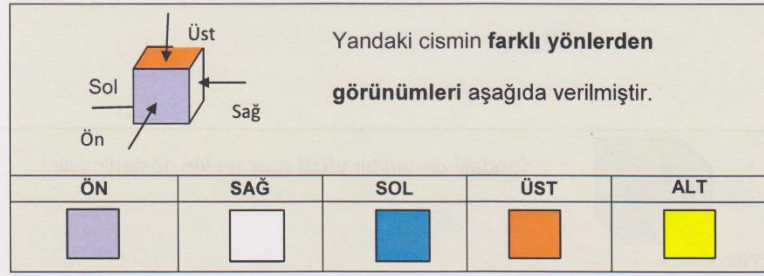 Üst
Yandaki cismin farklı yönlerden
Sol
görünümleri aşağıda verilmiştir.
Sağ
Ön
ÖN SAĞ SOL ÜST ALT